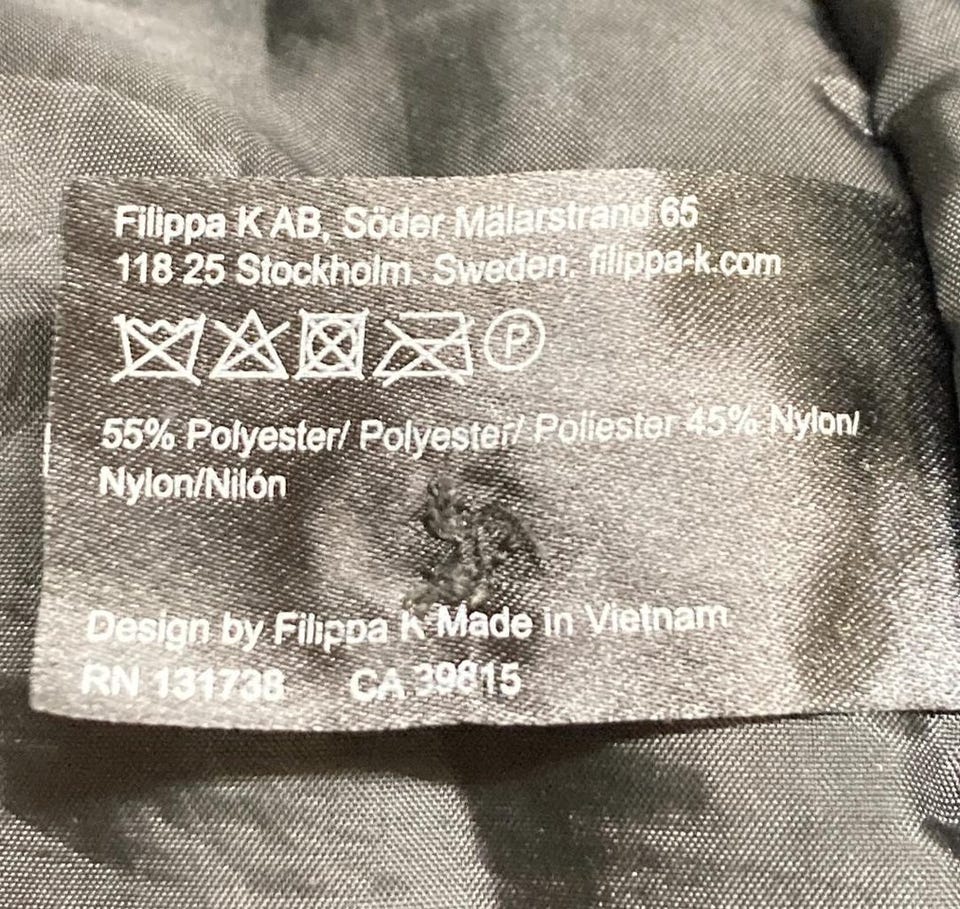 Filippa K AB, Söder Mälarstrand 65
118 25 Stockholm. Sweden. filippa-k.com
P
55% Polyester/ Polyester/ Poliester 45% Nylon/
Nylon/Nilón
Design by Filippa K Made in Vietnam
RN 131738 CA 39815